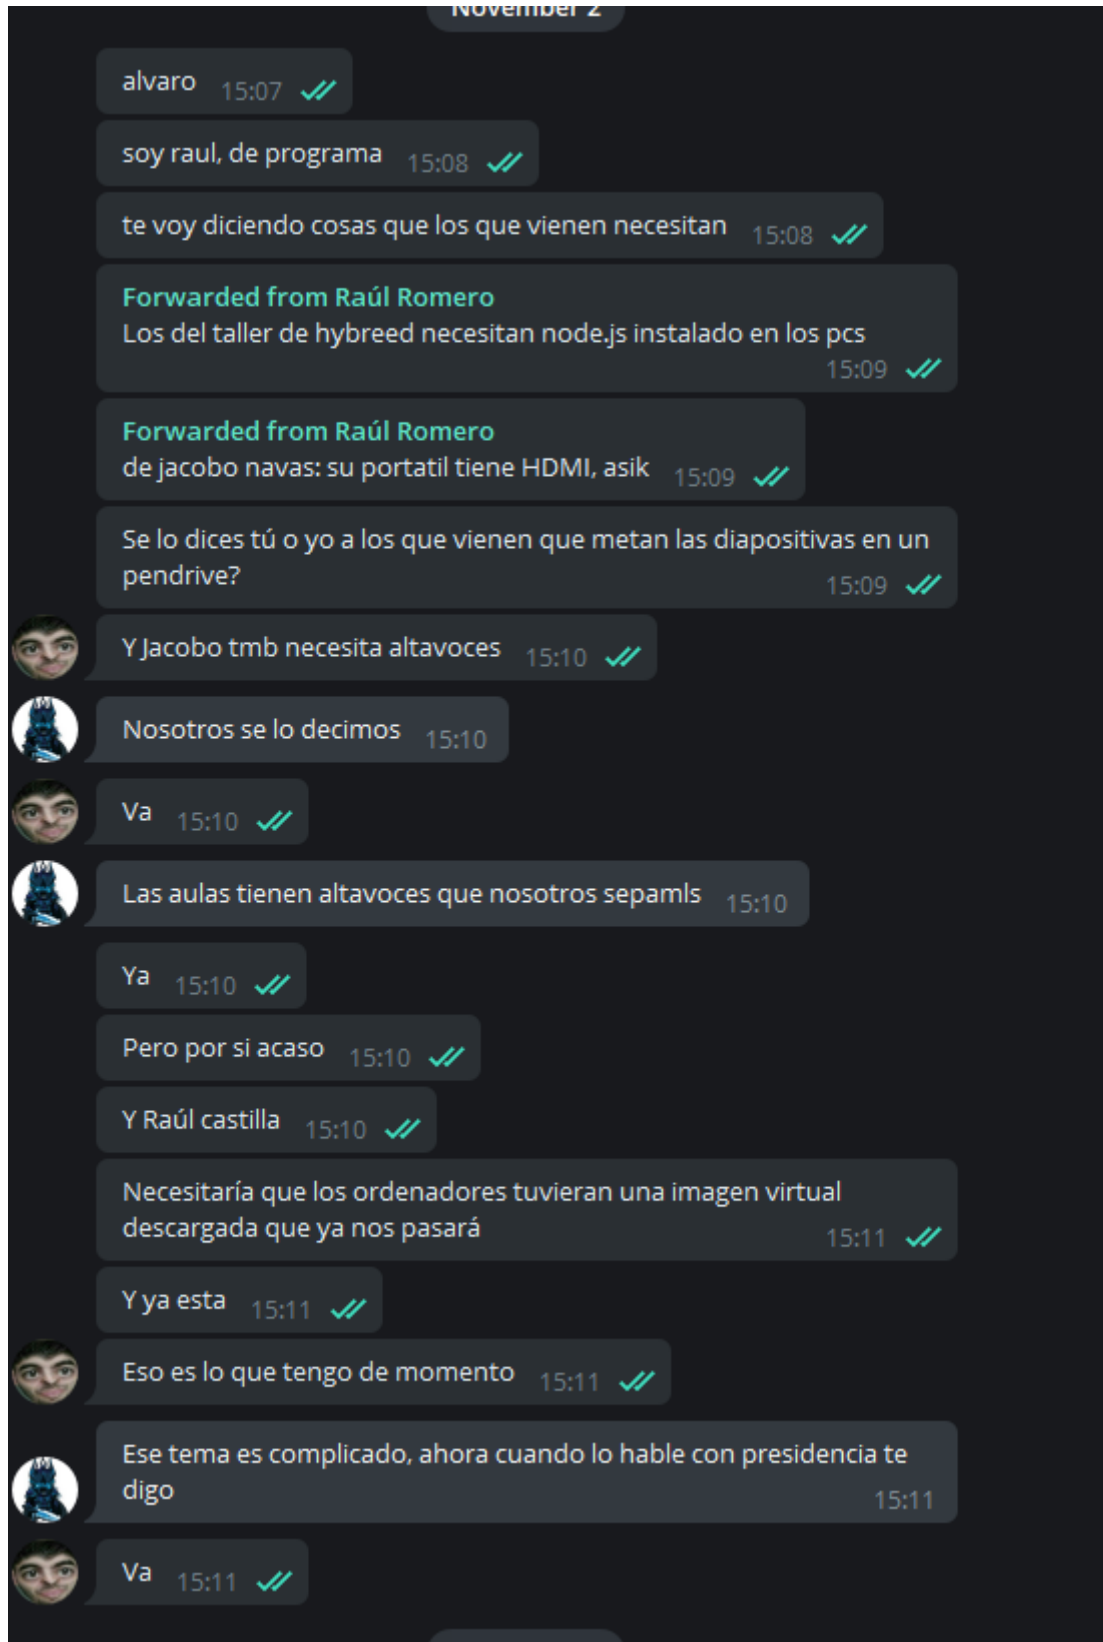 November 2
alvaro 15:07
soy raul, de programa 15:08
te voy diciendo cosas que los que vienen necesitan 15:08
Forwarded from Raúl Romero
Los del taller de hybreed necesitan node.js instalado en los pcs
15:09
Forwarded from Raúl Romero
de jacobo navas: su portatil tiene HDMI, asik 15:09
Se lo dices tú o yo a los que vienen que metan las diapositivas en un
pendrive? 15:09
Y Jacobo tmb necesita altavoces 15:10
Nosotros se lo decimos 15:10
Va 15:10
Las aulas tienen altavoces que nosotros sepamls 15:10
Ya 15:10
Pero por si acaso 15:10
Y Raúl castilla 15:10
Necesitaría que los ordenadores tuvieran una imagen virtual
descargada que ya nos pasará 15:11
Y ya esta 15:11
Eso es lo que tengo de momento 15:11
Ese tema es complicado, ahora cuando lo hable con presidencia te
digo 15:11
Va 15:11